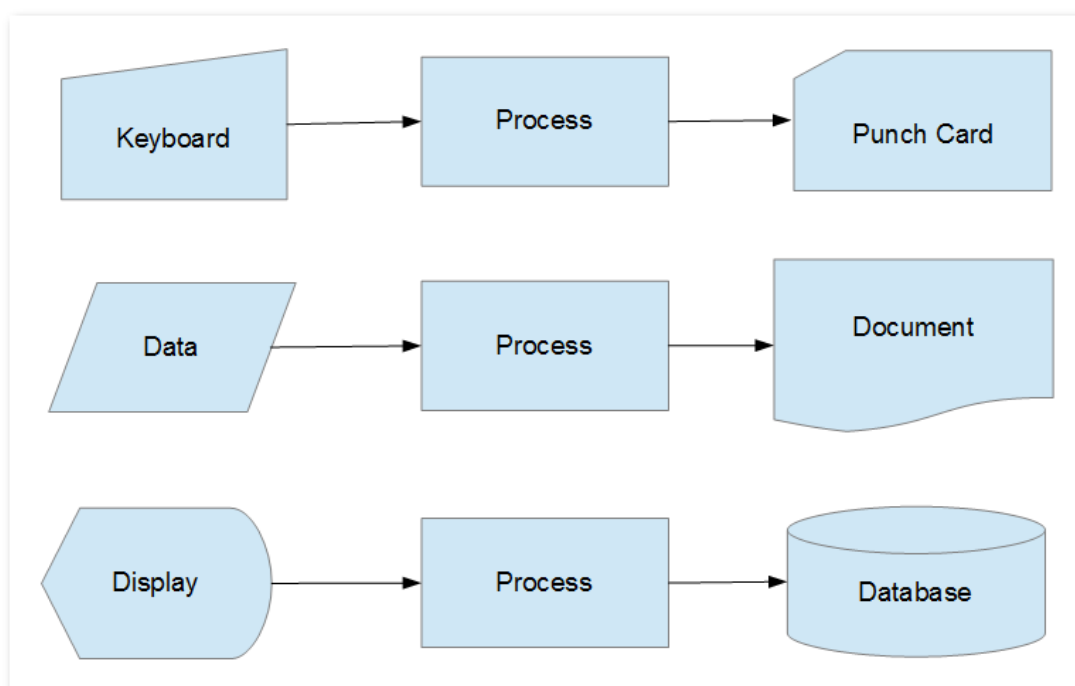 Keyboard
Process
Punch Card
Data
Process
Document
Display
Process
Database